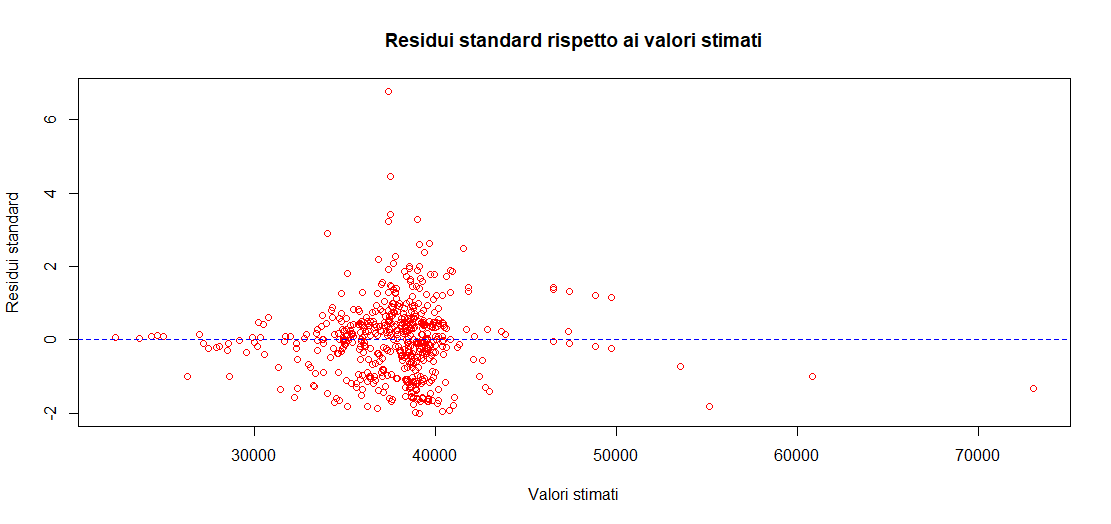 Residui standard rispetto ai valori stimati
Residui standard
6
4
2
0
-2
30000 40000 50000 60000 70000
Valori stimati